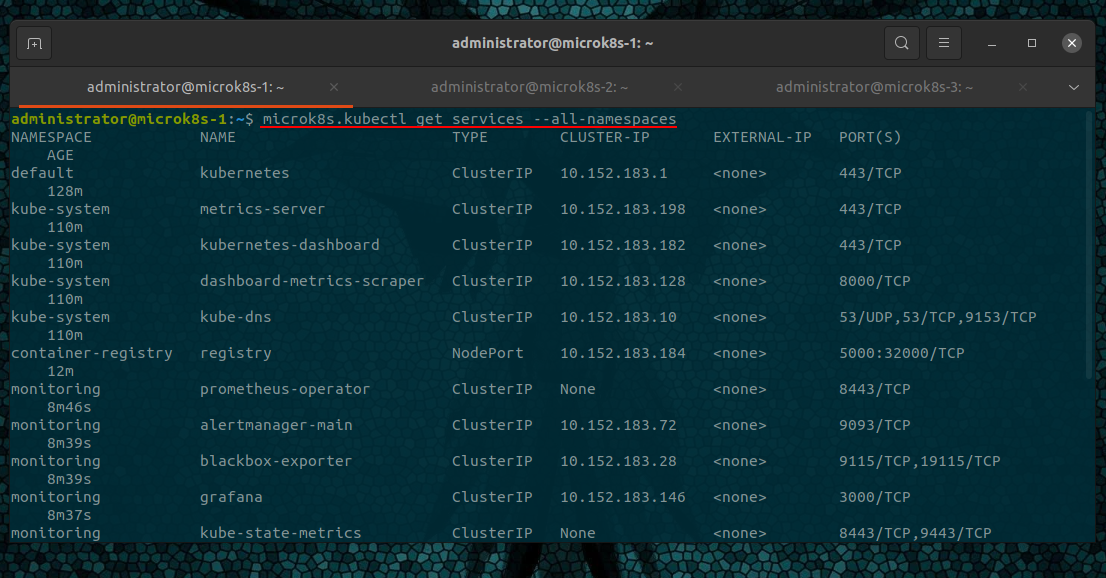 administrator@microk8s-1: ~
administrator@microk8s-1: ~
administrator@microk8s-2: ~
administrator@microk8s-3: ~
administrator@microk8s-1:~$ microk8s.kubectl get services --all-namespaces
NAMESPACE NAME TYPE CLUSTER-IP EXTERNAL-IP PORT(S)
AGE
default kubernetes ClusterIP 10.152.183.1 <none> 443/TCP
128m
kube-system metrics-server ClusterIP 10.152.183.198 <none> 443/TCP
110m
kube-system kubernetes-dashboard ClusterIP 10.152.183.182 <none> 443/TCP
110m
kube-system dashboard-metrics-scraper ClusterIP 10.152.183.128 <none> 8000/TCP
110m
kube-system kube-dns ClusterIP 10.152.183.10 <none> 53/UDP,53/TCP,9153/TCP
110m
container-registry registry NodePort 10.152.183.184 <none> 5000:32000/TCP
12m
monitoring prometheus-operator ClusterIP None <none> 8443/TCP
8m46s
monitoring alertmanager-main ClusterIP 10.152.183.72 <none> 9093/TCP
8m39s
monitoring blackbox-exporter ClusterIP 10.152.183.28 <none> 9115/TCP,19115/TCP
8m39s
monitoring grafana ClusterIP 10.152.183.146 <none> 3000/TCP
8m37s
monitoring kube-state-metrics ClusterIP None <none> 8443/TCP,9443/TCP